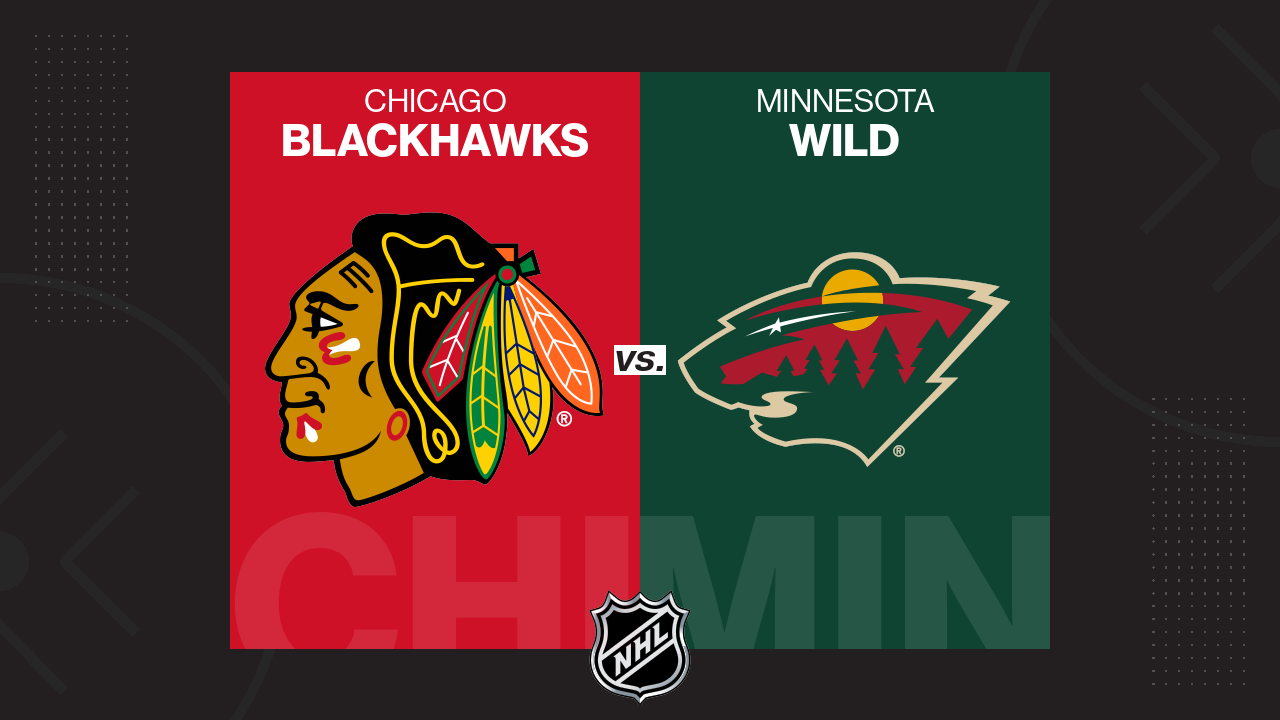 CHICAGO
BLACKHAWKS
MINNESOTA
WILD
vs.
®
®
CHI
MIN
NHL